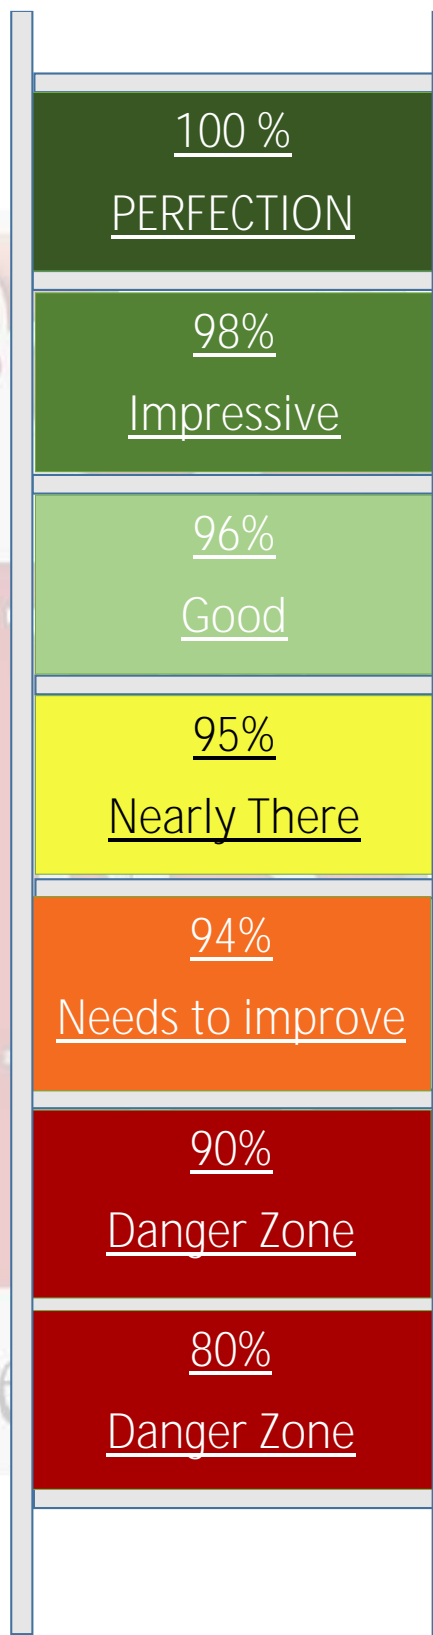 100 %
PERFECTION
98%
Impressive
96%
Good
95%
Nearly There
94%
Needs to improve
90%
Danger Zone
80%
Danger Zone